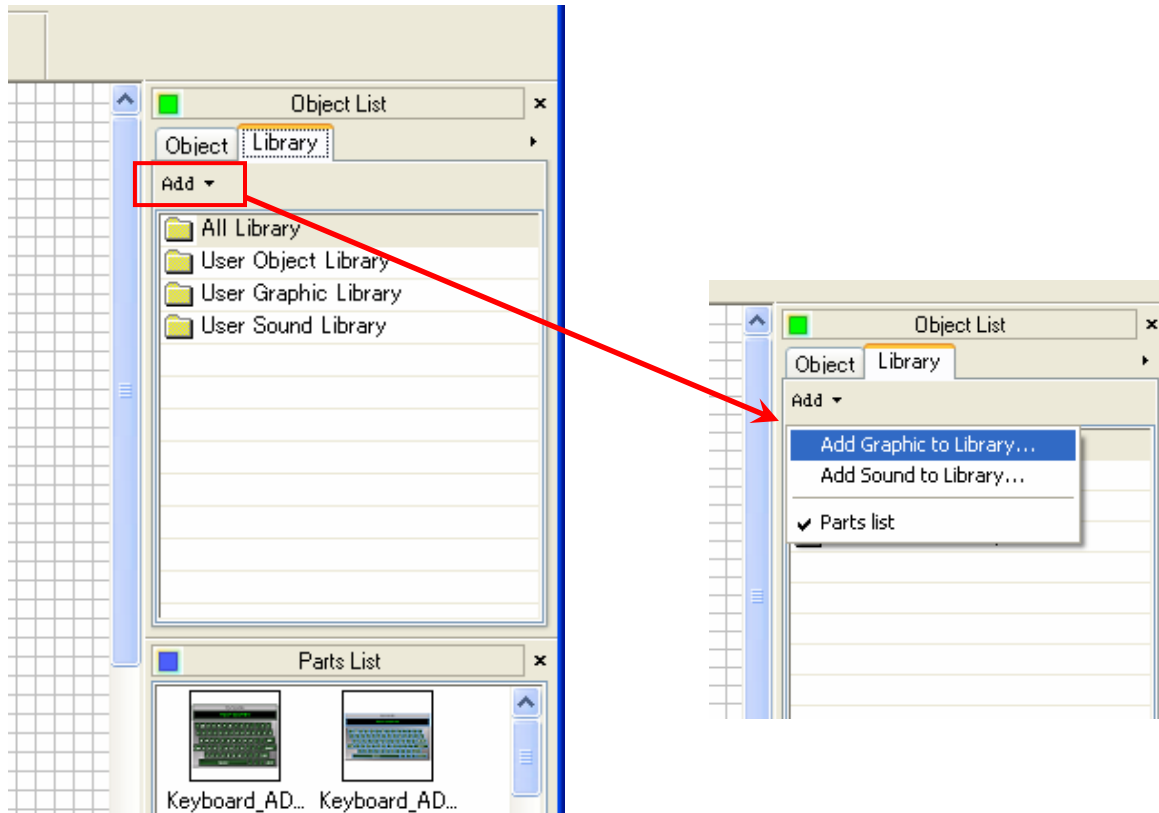 Object List
Object Library
Add
All Library
User Object Library
User Graphic Library
User Sound Library
Parts List
Keyboard_AD... Keyboard_AD...
Object List
Object Library
Add
Add Graphic to Library...
Add Sound to Library...
Parts list